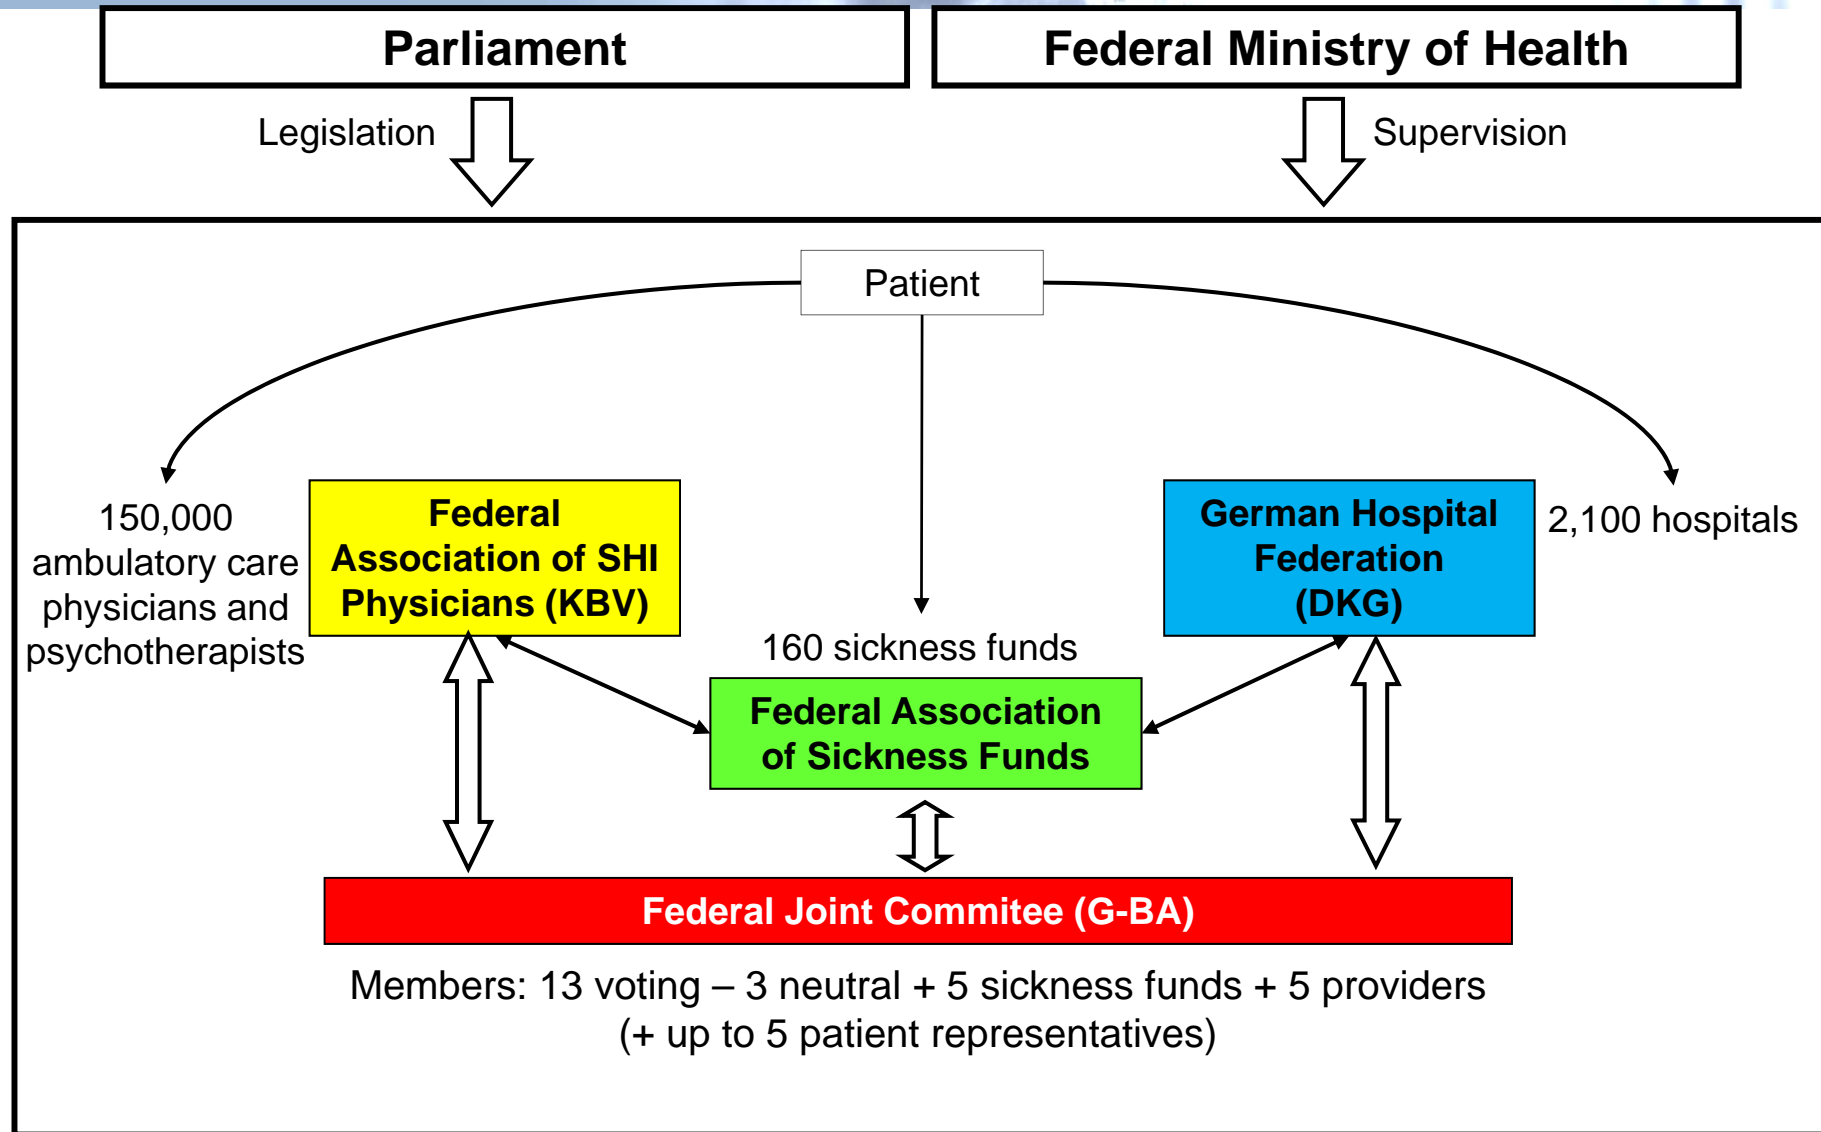 Parliament
Federal Ministry of Health
Legislation
Supervision
Patient
150,000
ambulatory care
physicians and
psychotherapists
Federal
Association of SHI
Physicians (KBV)
German Hospital
Federation
(DKG)
2,100 hospitals
160 sickness funds
Federal Association
of Sickness Funds
Federal Joint Commitee (G-BA)
Members: 13 voting – 3 neutral + 5 sickness funds + 5 providers
(+ up to 5 patient representatives)